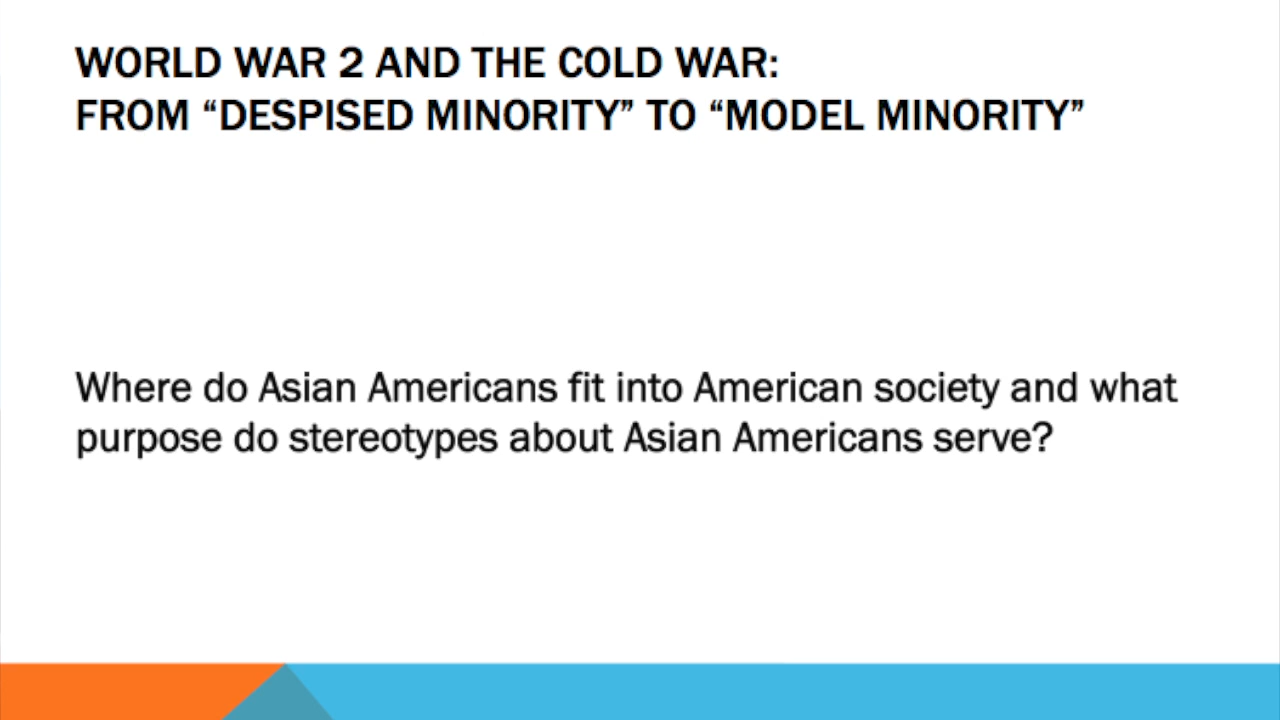 WORLD WAR 2 AND THE COLD WAR:
FROM “DESPISED MINORITY” TO “MODEL MINORITY”
Where do Asian Americans fit into American society and what
purpose do stereotypes about Asian Americans serve?